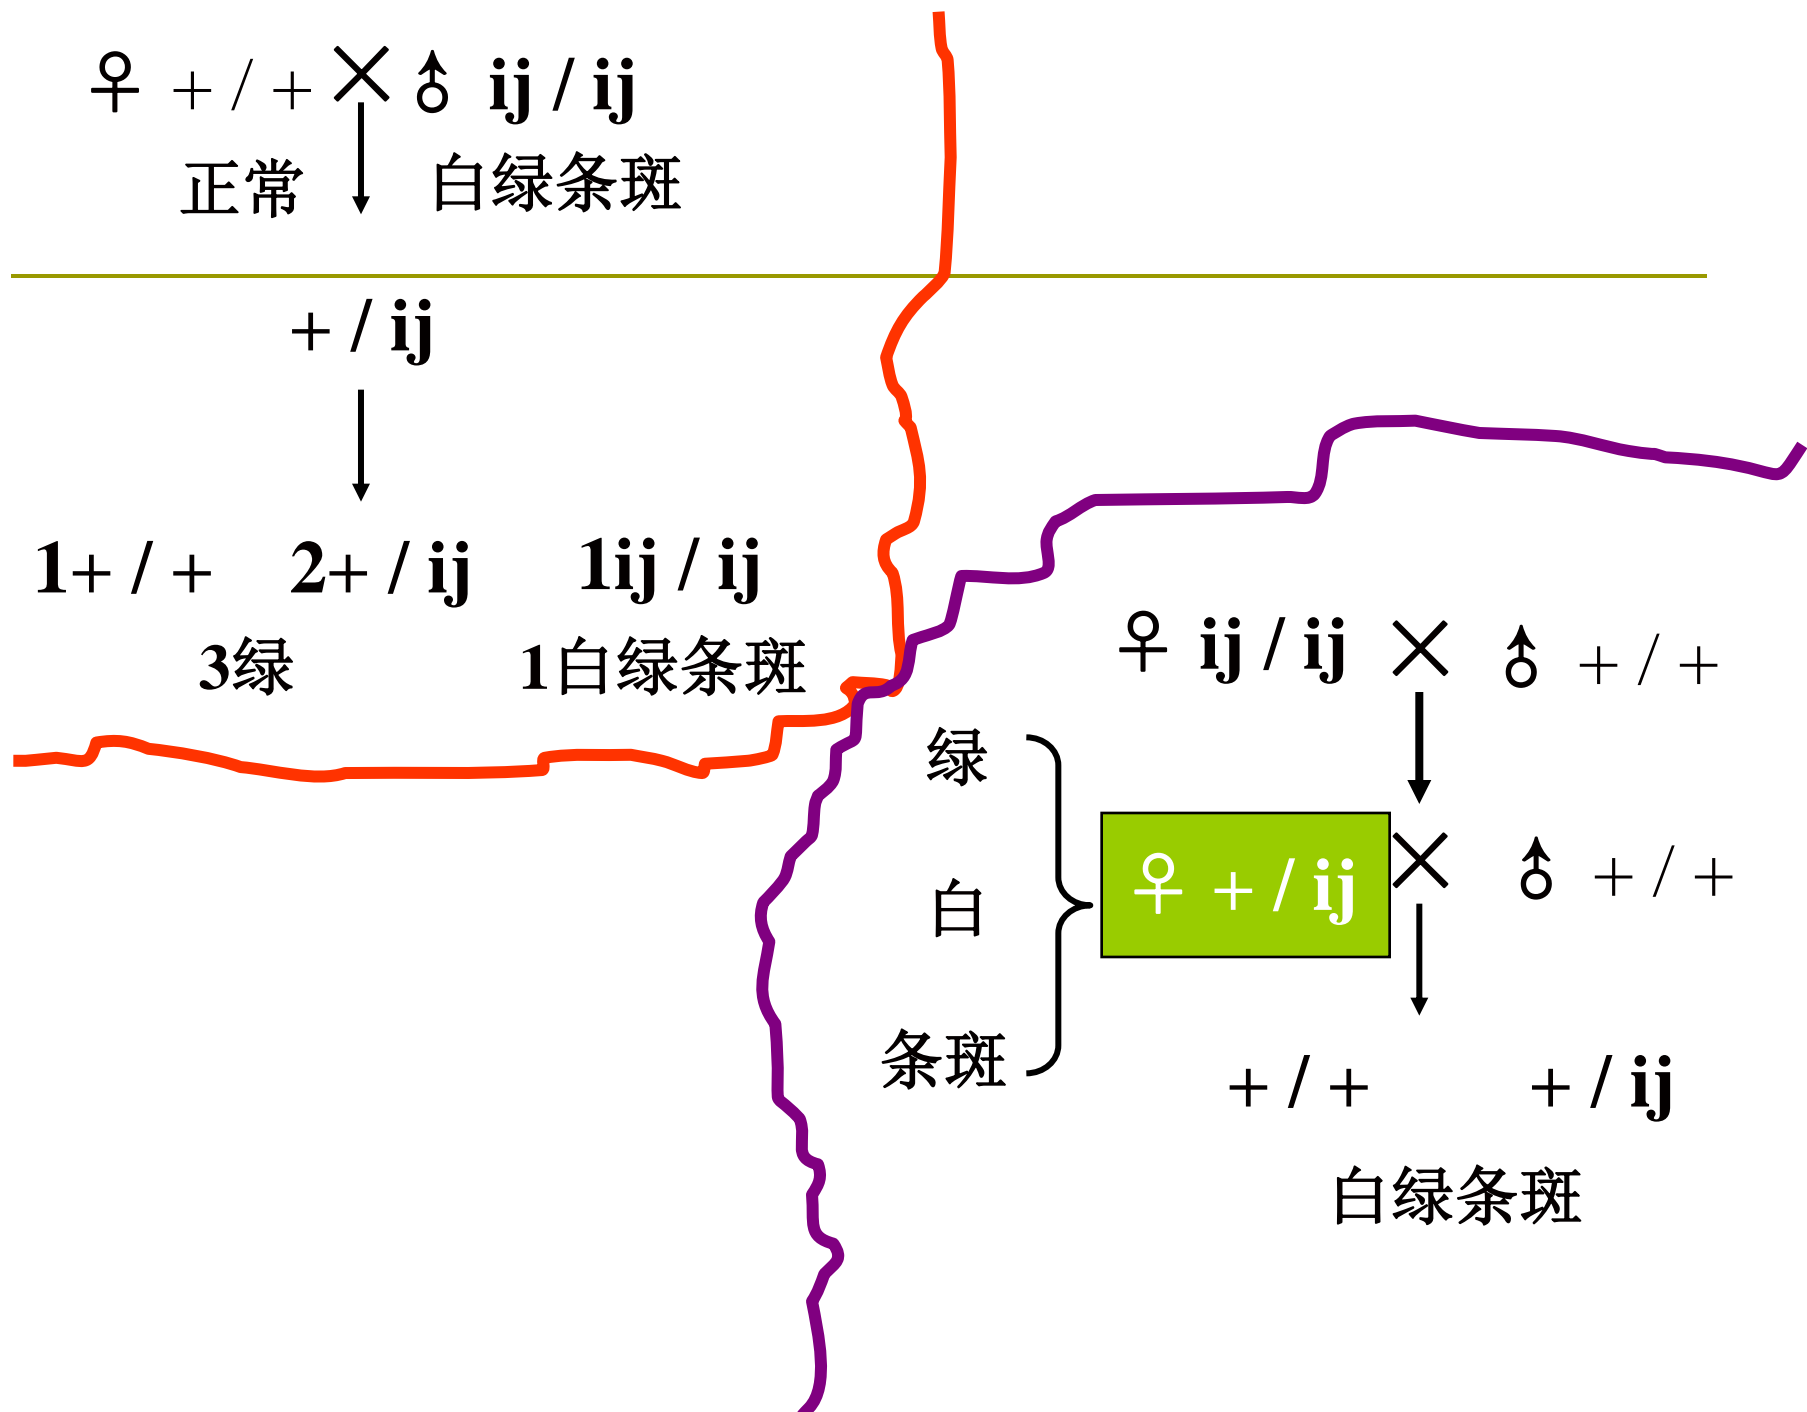 ♀ + / + × ♂ ij / ij
正常 白绿条斑
+ / ij
1+ / + 2+ / ij 1ij / ij
3绿 1白绿条斑
♀ ij / ij × ♂ + / +
绿
白
条斑
♀ + / ij × ♂ + / +
+ / + + / ij
白绿条斑